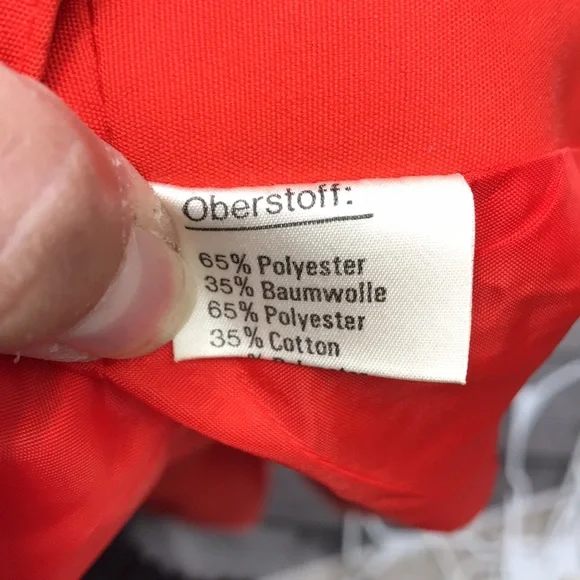 Oberstoff:
65% Polyester
35% Baumwolle
65% Polyester
35% Cotton